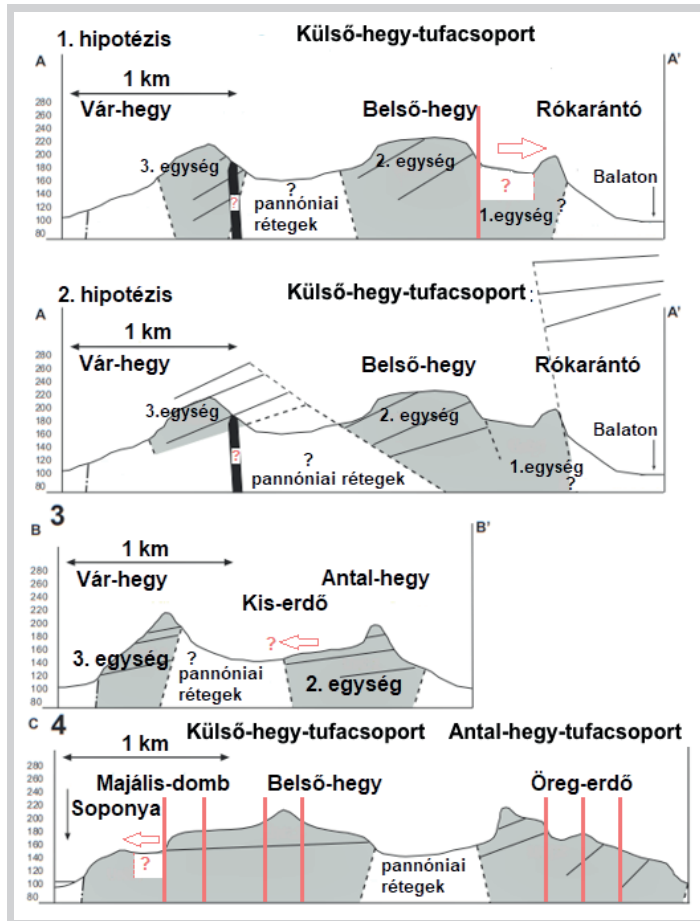 1. hipotézis
Külső-hegy-tufacsoport
A
A'
1 km
Vár-hegy
Belső-hegy
Rókarántó
280
260
240
220
200
180
160
140
120
100
80
3. egység
?
?
pannóniai
rétegek
2. egység
?
1.egység
?
Balaton
2. hipotézis
Külső-hegy-tufacsoport
A
A'
1 km
Vár-hegy
Belső-hegy
Rókarántó
280
260
240
220
200
180
160
140
120
100
80
3.egység
?
?
pannóniai rétegek
2. egység
1.egység
?
Balaton
B
3
B'
1 km
Vár-hegy
Antal-hegy
Kis-erdő
280
260
240
220
200
180
160
140
120
100
80
3. egység
?
pannóniai
rétegek
?
2. egység
C
4
Külső-hegy-tufacsoport
Antal-hegy-tufacsoport
1 km
Majális-domb
Belső-hegy
Öreg-erdő
Soponya
280
260
240
220
200
180
160
140
120
100
80
?
pannóniai
rétegek